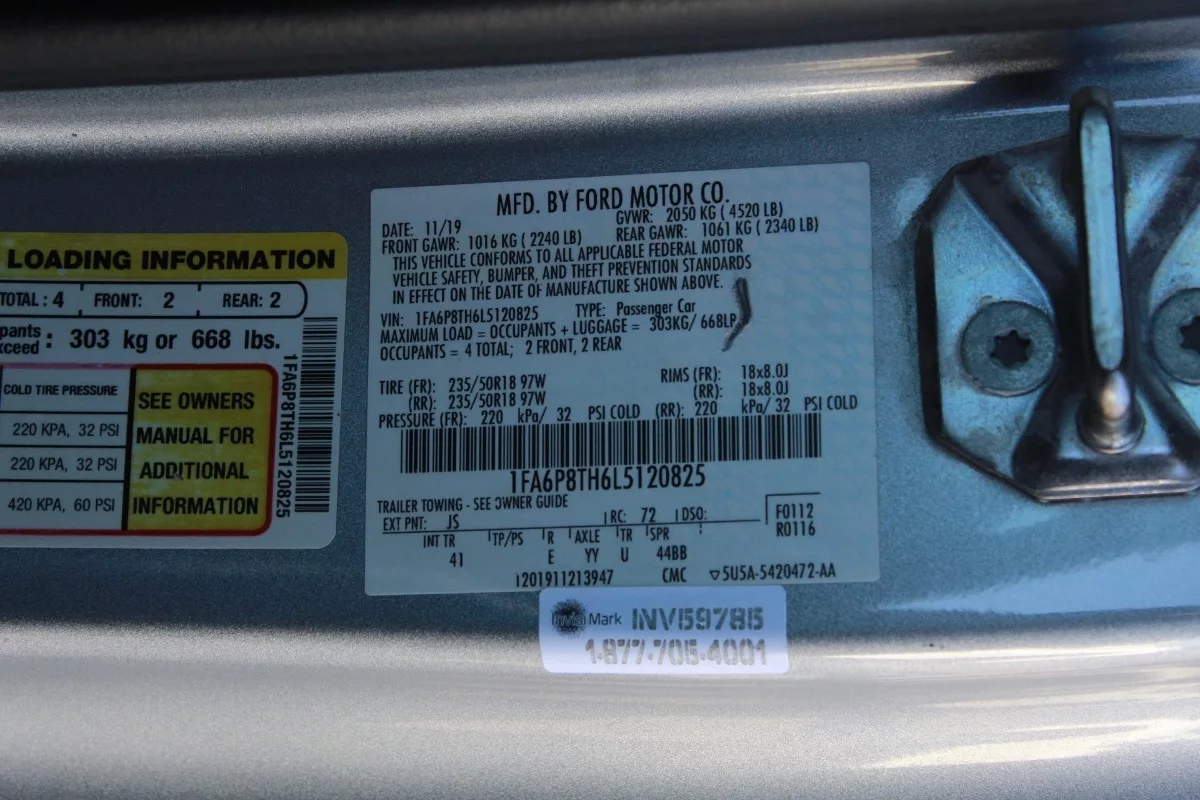 LOADING INFORMATION
TOTAL : 4 FRONT: 2 REAR: 2
pants
xceed : 303 kg or 668 lbs.
COLD TIRE PRESSURE
220 KPA, 32 PSI
220 KPA, 32 PSI
420 KPA, 60 PSI
SEE OWNERS
MANUAL FOR
ADDITIONAL
INFORMATION
1FA6P8TH6L5120825
MFD. BY FORD MOTOR CO.
DATE: 11/19 GVWR: 2050 KG ( 4520 LB)
FRONT GAWR: 1016 KG ( 2240 LB) REAR GAWR: 1061 KG ( 2340 LB)
THIS VEHICLE CONFORMS TO ALL APPLICABLE FEDERAL MOTOR
VEHICLE SAFETY, BUMPER, AND THEFT PREVENTION STANDARDS
IN EFFECT ON THE DATE OF MANUFACTURE SHOWN ABOVE.
VIN: 1FA6P8TH6L5120825 TYPE: Passenger Car
MAXIMUM LOAD = OCCUPANTS + LUGGAGE = 303KG/ 668LP
OCCUPANTS = 4 TOTAL; 2 FRONT, 2 REAR
TIRE (FR): 235/50R18 97W RIMS (FR): 18x8.0J
(RR): 235/50R18 97W (RR): 18x8.0J
PRESSURE (FR): 220 kPa/ 32 PSI COLD (RR): 220 kPa/ 32 PSI COLD
1FA6P8TH6L5120825
TRAILER TOWING - SEE OWNER GUIDE
EXT PNT: JS RC: 72 DSO: F0112
R0116
INT TR TP/PS R AXLE TR SPR
41 E YY U 44BB
1201911213947 CMC ▽5U5A-5420472-AA
Invisi Mark INV59785
1-877-705-4001